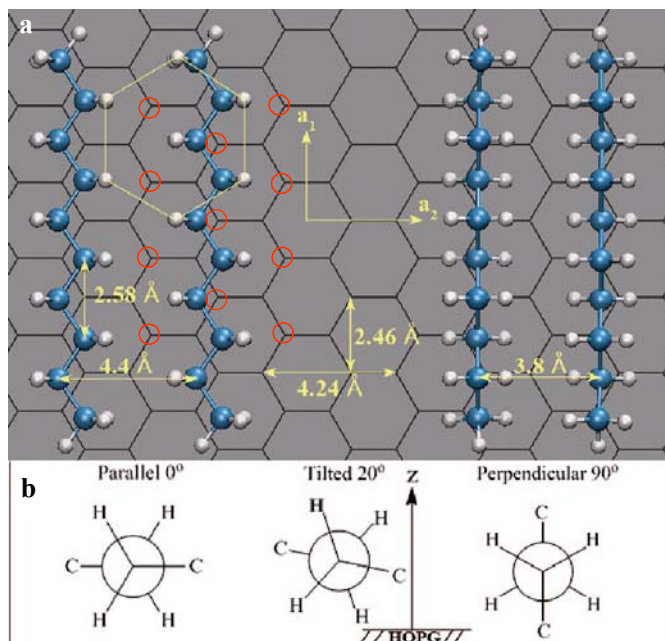 a
a1
a2
2.58 Å
4.4 Å
2.46 Å
4.24 Å
3.8 Å
b
Parallel 0° Tilted 20° Z Perpendicular 90°
H H H H C
C C C C H H
H H H H H H
C
HOPG